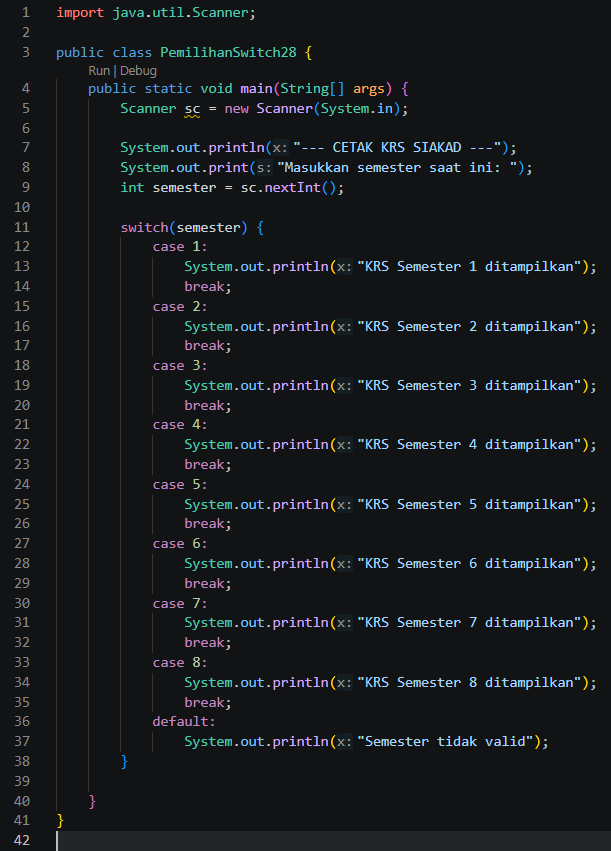 1 import java.util.Scanner;
2
3 public class PemilihanSwitch28 {
Run | Debug
4 public static void main(String[] args) {
5 Scanner sc = new Scanner(System.in);
6
7 System.out.println(x: "--- CETAK KRS SIAKAD ---");
8 System.out.print(s: "Masukkan semester saat ini: ");
9 int semester = sc.nextInt();
10
11 switch(semester) {
12 case 1:
13 System.out.println(x: "KRS Semester 1 ditampilkan");
14 break;
15 case 2:
16 System.out.println(x: "KRS Semester 2 ditampilkan");
17 break;
18 case 3:
19 System.out.println(x: "KRS Semester 3 ditampilkan");
20 break;
21 case 4:
22 System.out.println(x: "KRS Semester 4 ditampilkan");
23 break;
24 case 5:
25 System.out.println(x: "KRS Semester 5 ditampilkan");
26 break;
27 case 6:
28 System.out.println(x: "KRS Semester 6 ditampilkan");
29 break;
30 case 7:
31 System.out.println(x: "KRS Semester 7 ditampilkan");
32 break;
33 case 8:
34 System.out.println(x: "KRS Semester 8 ditampilkan");
35 break;
36 default:
37 System.out.println(x: "Semester tidak valid");
38 }
39
40 }
41 }
42